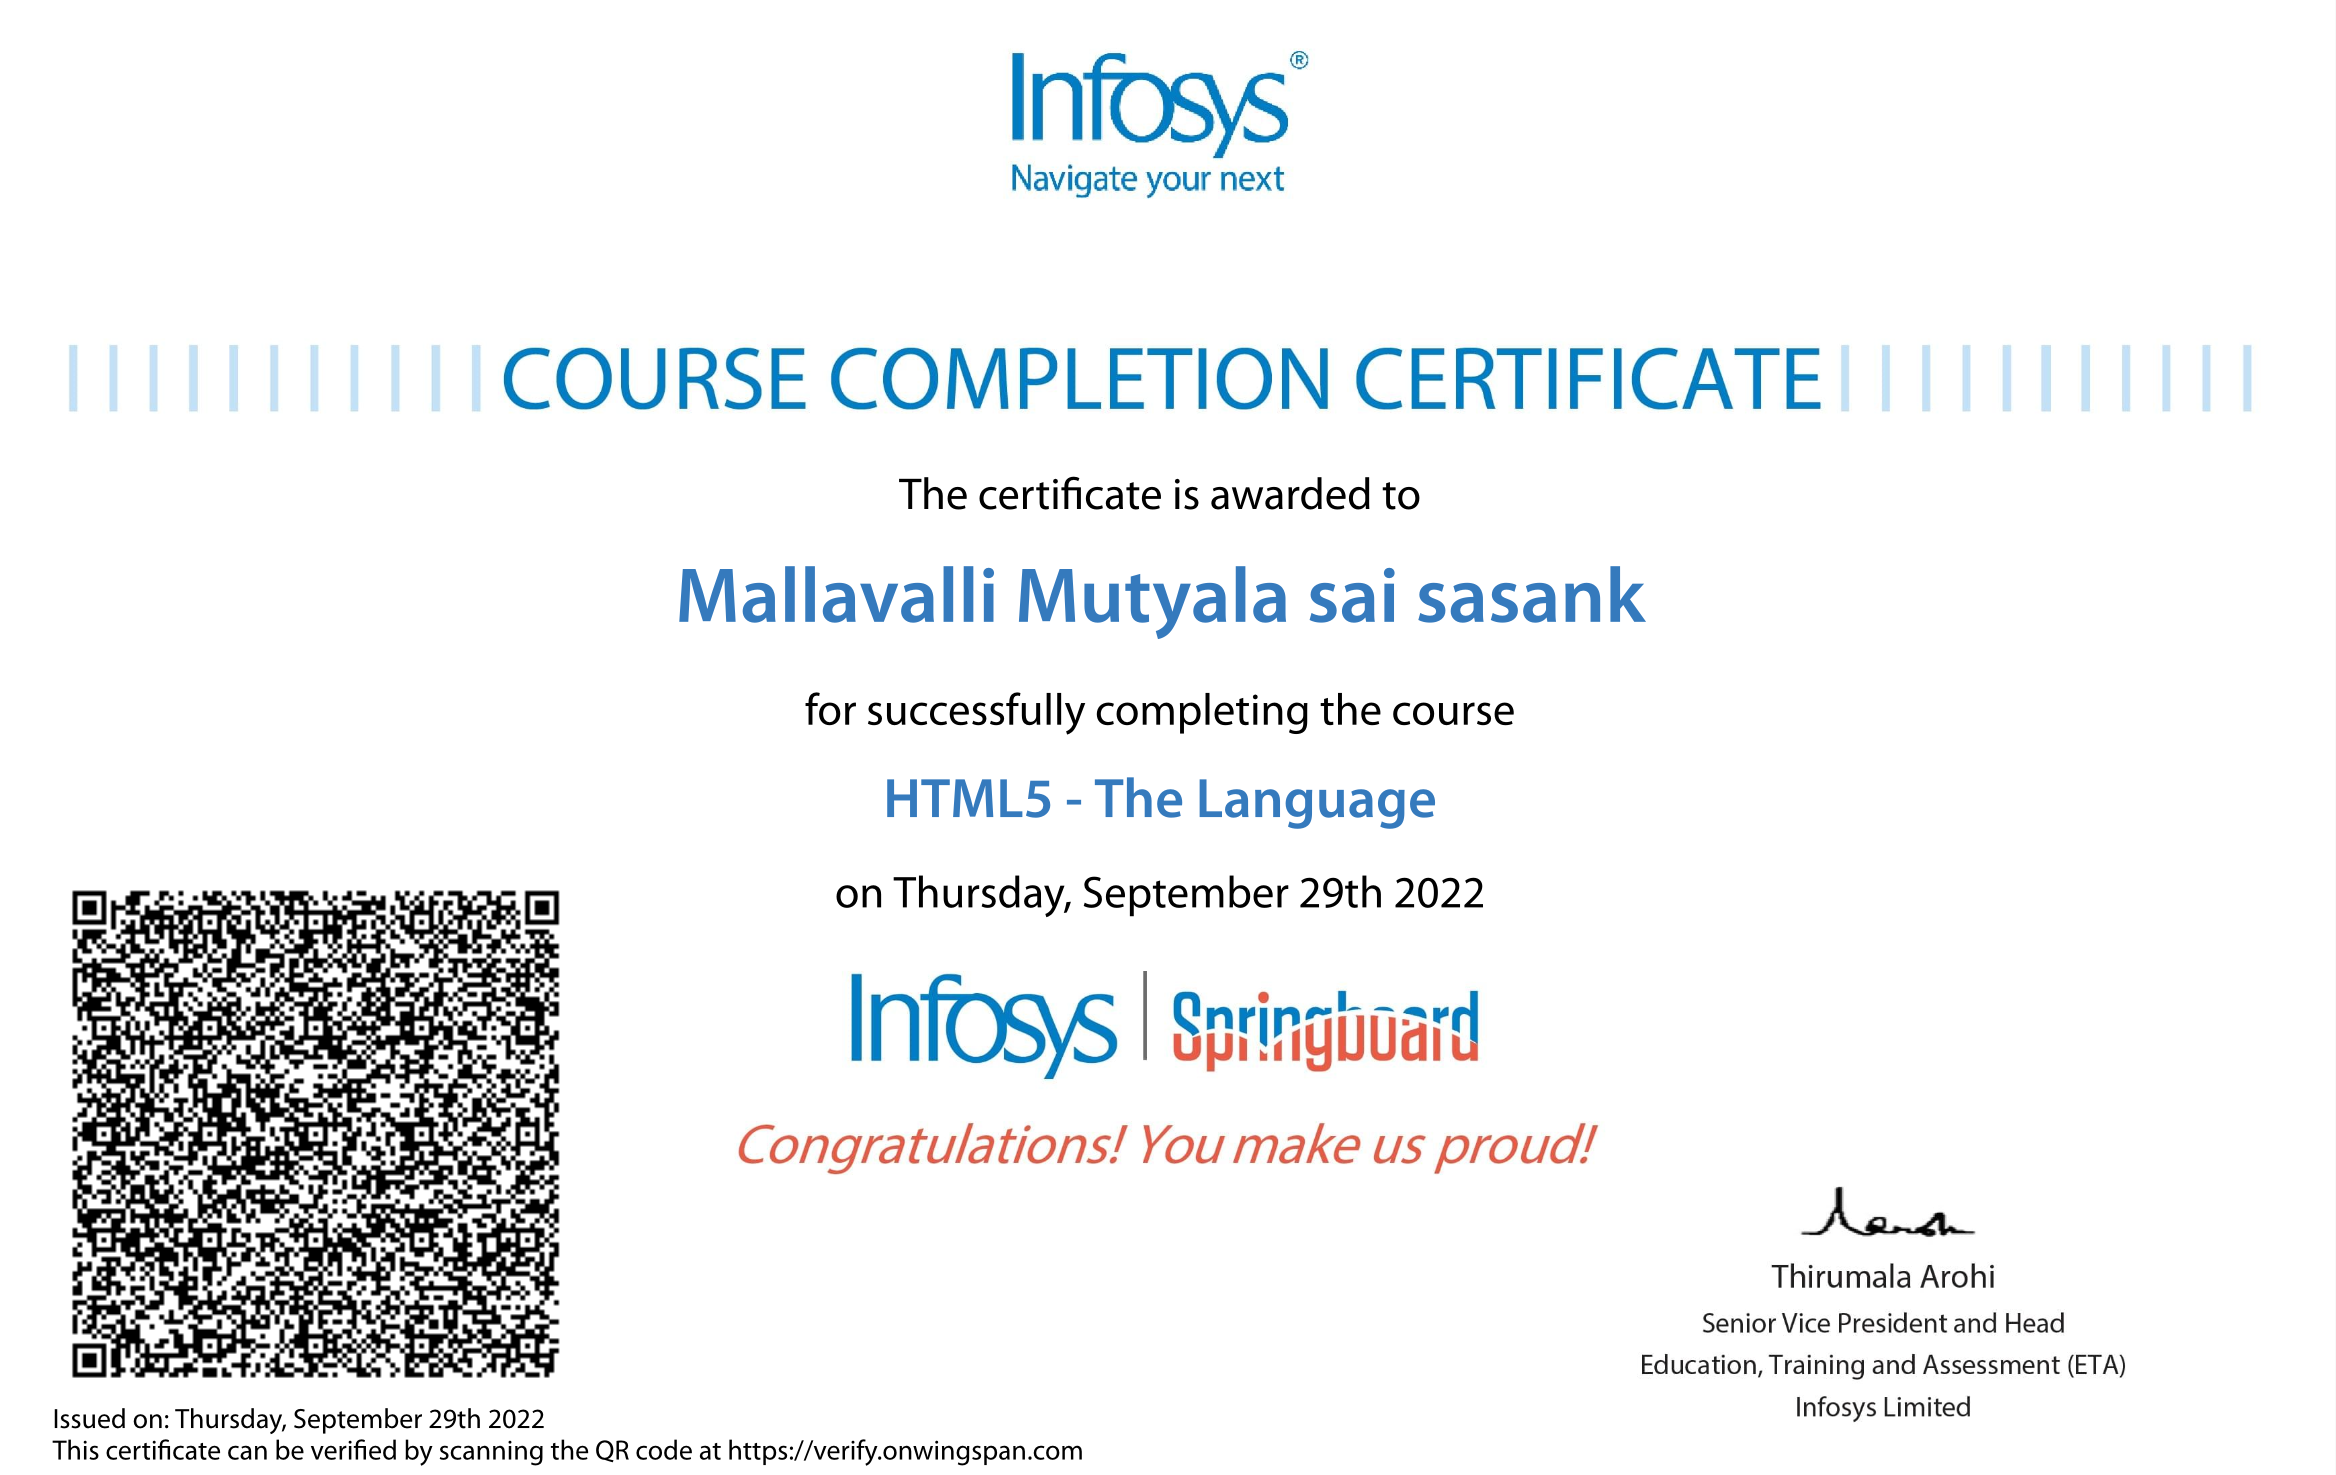 Infosys®
Navigate your next
COURSE COMPLETION CERTIFICATE
The certificate is awarded to
Mallavalli Mutyala sai sasank
for successfully completing the course
HTML5 - The Language
on Thursday, September 29th 2022
Infosys | Springboard
Congratulations! You make us proud!
Thirumala Arohi
Senior Vice President and Head
Education, Training and Assessment (ETA)
Infosys Limited
Issued on: Thursday, September 29th 2022
This certificate can be verified by scanning the QR code at https://verify.onwingspan.com